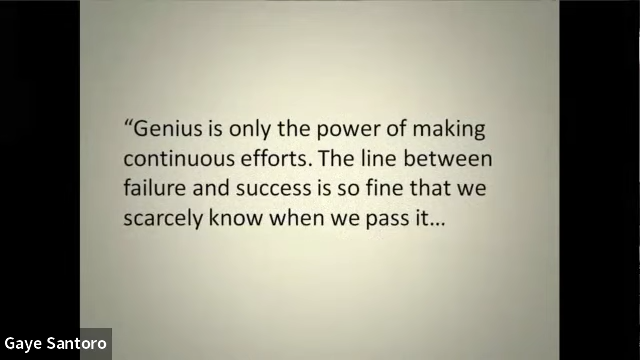 “Genius is only the power of making
continuous efforts. The line between
failure and success is so fine that we
scarcely know when we pass it...
Gaye Santoro